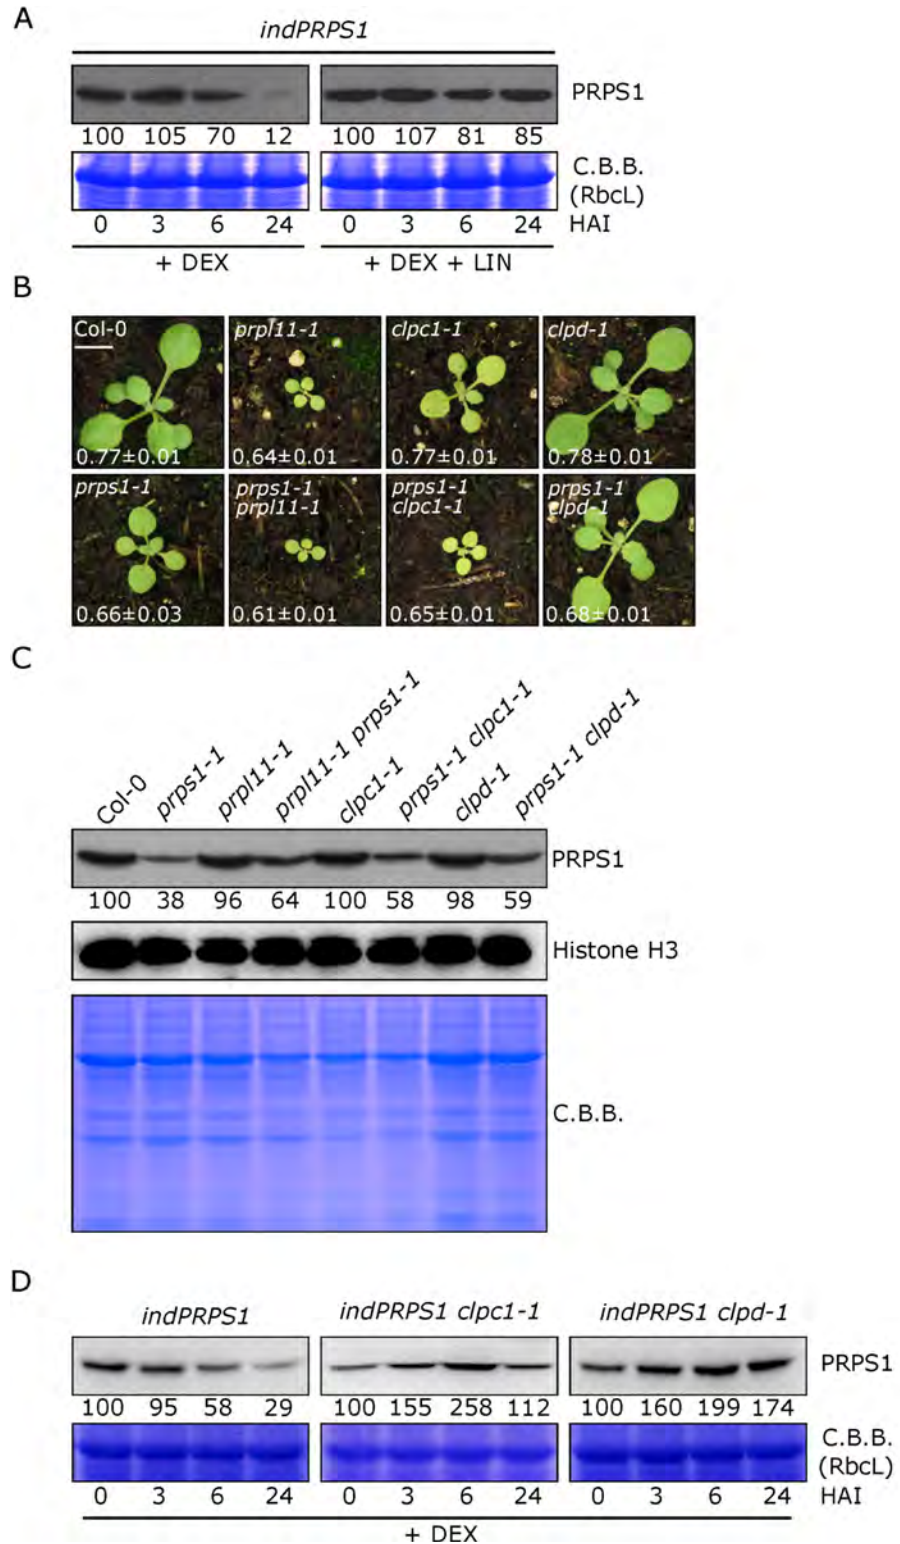 A
indPRPS1
PRPS1
100 105 70 12 100 107 81 85
C.B.B.
(RbcL)
0 3 6 24 0 3 6 24 HAI
+ DEX + DEX + LIN
B
Col-0 prpl11-1 clpc1-1 clpd-1
0.77±0.01 0.64±0.01 0.77±0.01 0.78±0.01
prps1-1 prps1-1 prps1-1 prps1-1
prpl11-1 clpc1-1 clpd-1
0.66±0.03 0.61±0.01 0.65±0.01 0.68±0.01
C
Col-0
prps1-1
prpl11-1
prpl11-1 prps1-1
clpc1-1
prps1-1 clpc1-1
clpd-1
prps1-1 clpd-1
PRPS1
100 38 96 64 100 58 98 59
Histone H3
C.B.B.
D
indPRPS1 indPRPS1 clpc1-1 indPRPS1 clpd-1
PRPS1
100 95 58 29 100 155 258 112 100 160 199 174
C.B.B.
(RbcL)
0 3 6 24 0 3 6 24 0 3 6 24 HAI
+ DEX